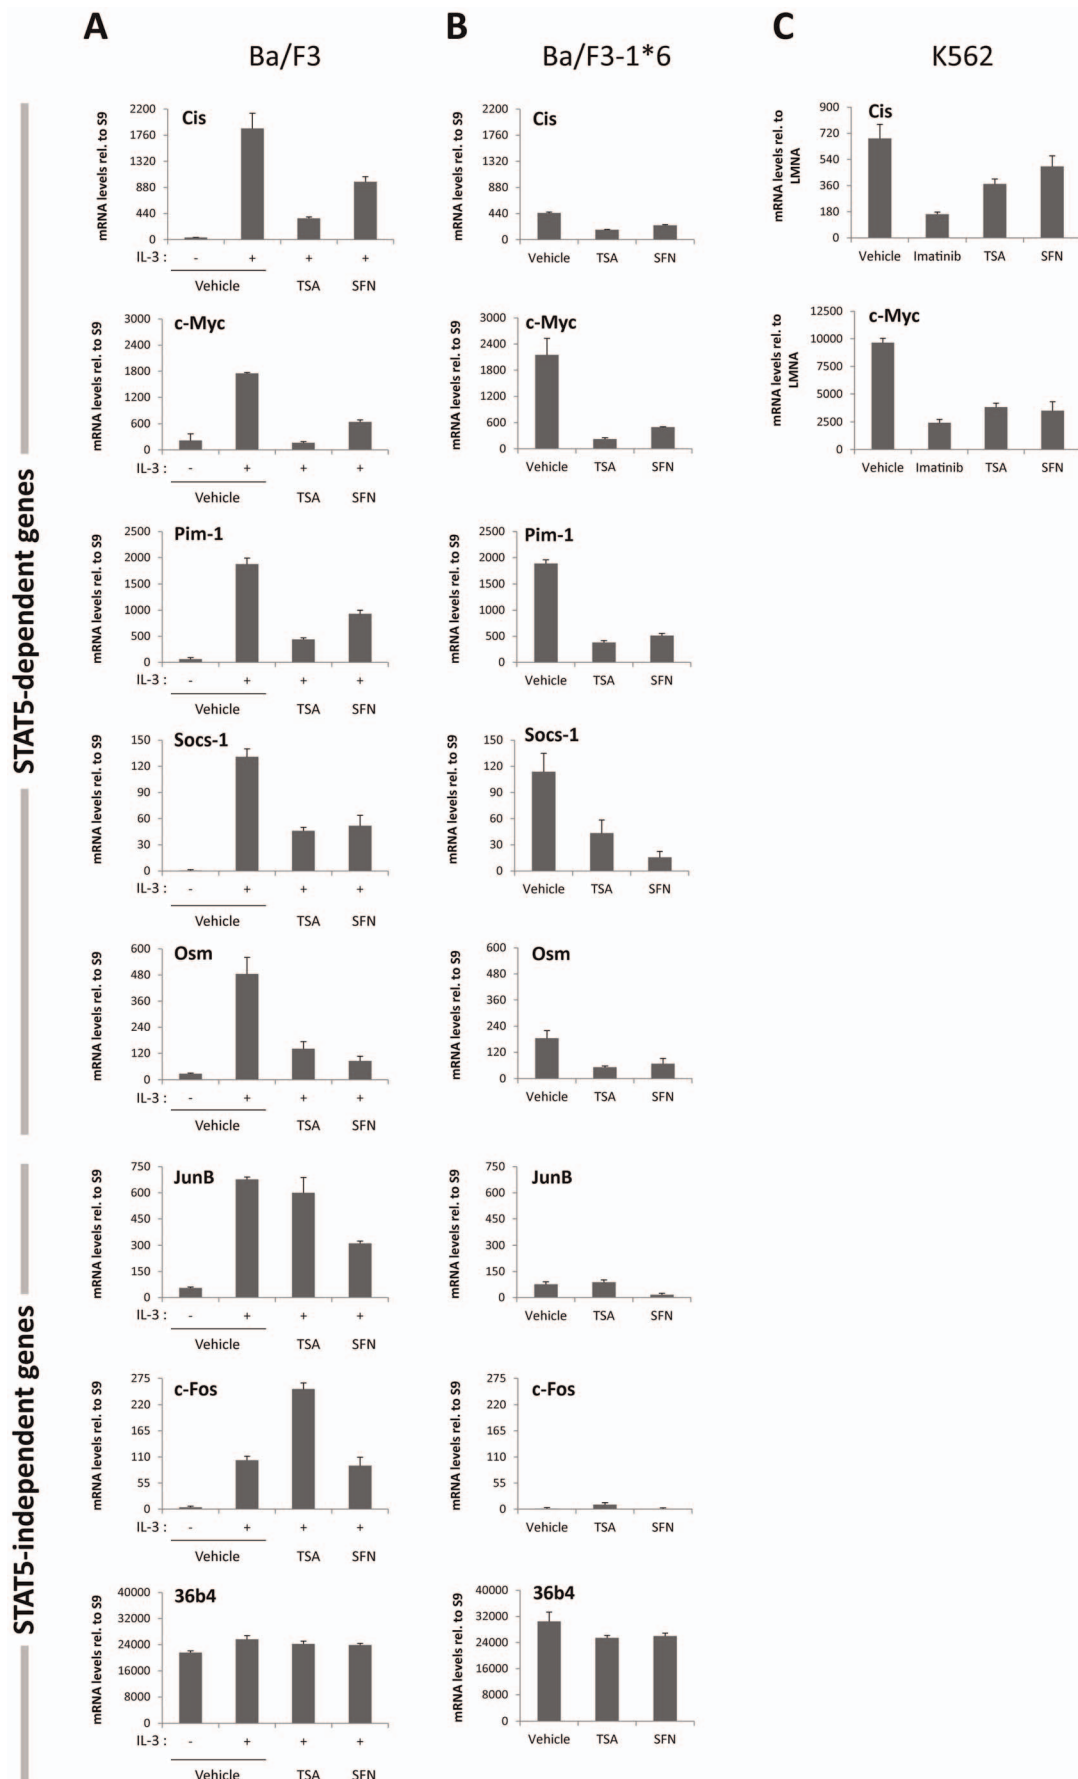 A
B
C
Ba/F3
Ba/F3-1*6
K562
STAT5-dependent genes
Cis
mRNA levels rel. to S9
2200
1760
1320
880
440
0
IL-3 : - + + +
Vehicle TSA SFN
Cis
mRNA levels rel. to S9
2200
1760
1320
880
440
0
Vehicle TSA SFN
Cis
mRNA levels rel. to
LMNA
900
720
540
360
180
0
Vehicle Imatinib TSA SFN
c-Myc
mRNA levels rel. to S9
3000
2400
1800
1200
600
0
IL-3 : - + + +
Vehicle TSA SFN
c-Myc
mRNA levels rel. to S9
3000
2400
1800
1200
600
0
Vehicle TSA SFN
c-Myc
mRNA levels rel. to
LMNA
12500
10000
7500
5000
2500
0
Vehicle Imatinib TSA SFN
Pim-1
mRNA levels rel. to S9
2500
2000
1500
1000
500
0
IL-3 : - + + +
Vehicle TSA SFN
Pim-1
mRNA levels rel. to S9
2500
2000
1500
1000
500
0
Vehicle TSA SFN
Socs-1
mRNA levels rel. to S9
150
120
90
60
30
0
IL-3 : - + + +
Vehicle TSA SFN
Socs-1
mRNA levels rel. to S9
150
120
90
60
30
0
Vehicle TSA SFN
Osm
mRNA levels rel. to S9
600
480
360
240
120
0
IL-3 : - + + +
Vehicle TSA SFN
Osm
mRNA levels rel. to S9
600
480
360
240
120
0
Vehicle TSA SFN
STAT5-independent genes
JunB
mRNA levels rel. to S9
750
600
450
300
150
0
IL-3 : - + + +
Vehicle TSA SFN
JunB
mRNA levels rel. to S9
750
600
450
300
150
0
Vehicle TSA SFN
c-Fos
mRNA levels rel. to S9
275
220
165
110
55
0
IL-3 : - + + +
Vehicle TSA SFN
c-Fos
mRNA levels rel. to S9
275
220
165
110
55
0
Vehicle TSA SFN
36b4
mRNA levels rel. to S9
40000
32000
24000
16000
8000
0
IL-3 : - + + +
Vehicle TSA SFN
36b4
mRNA levels rel. to S9
40000
32000
24000
16000
8000
0
Vehicle TSA SFN